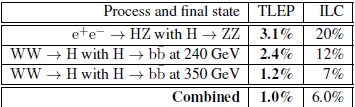 Process and final state TLEP ILC
e+e− → HZ with H → ZZ 3.1% 20%
WW → H with H → bb̄ at 240 GeV 2.4% 12%
WW → H with H → bb̄ at 350 GeV 1.2% 7%
Combined 1.0% 6.0%